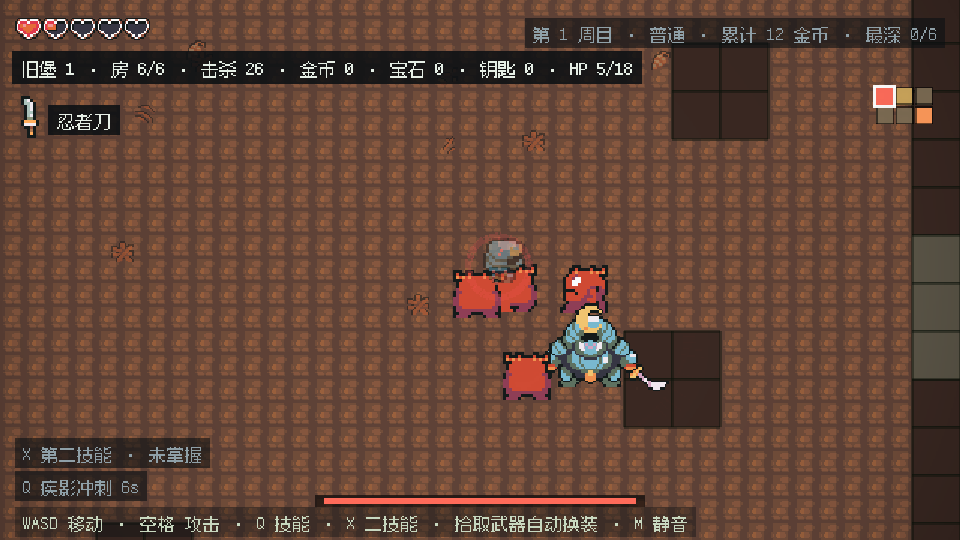 第 1 周目 · 普通 · 累计 12 金币 · 最深 0/6
旧堡 1 · 房 6/6 · 击杀 26 · 金币 0 · 宝石 0 · 钥匙 0 · HP 5/18
忍者刀
X 第二技能 · 未掌握
Q 疾影冲刺 6s
WASD 移动 · 空格 攻击 · Q 技能 · X 二技能 · 拾取武器自动换装 · M 静音